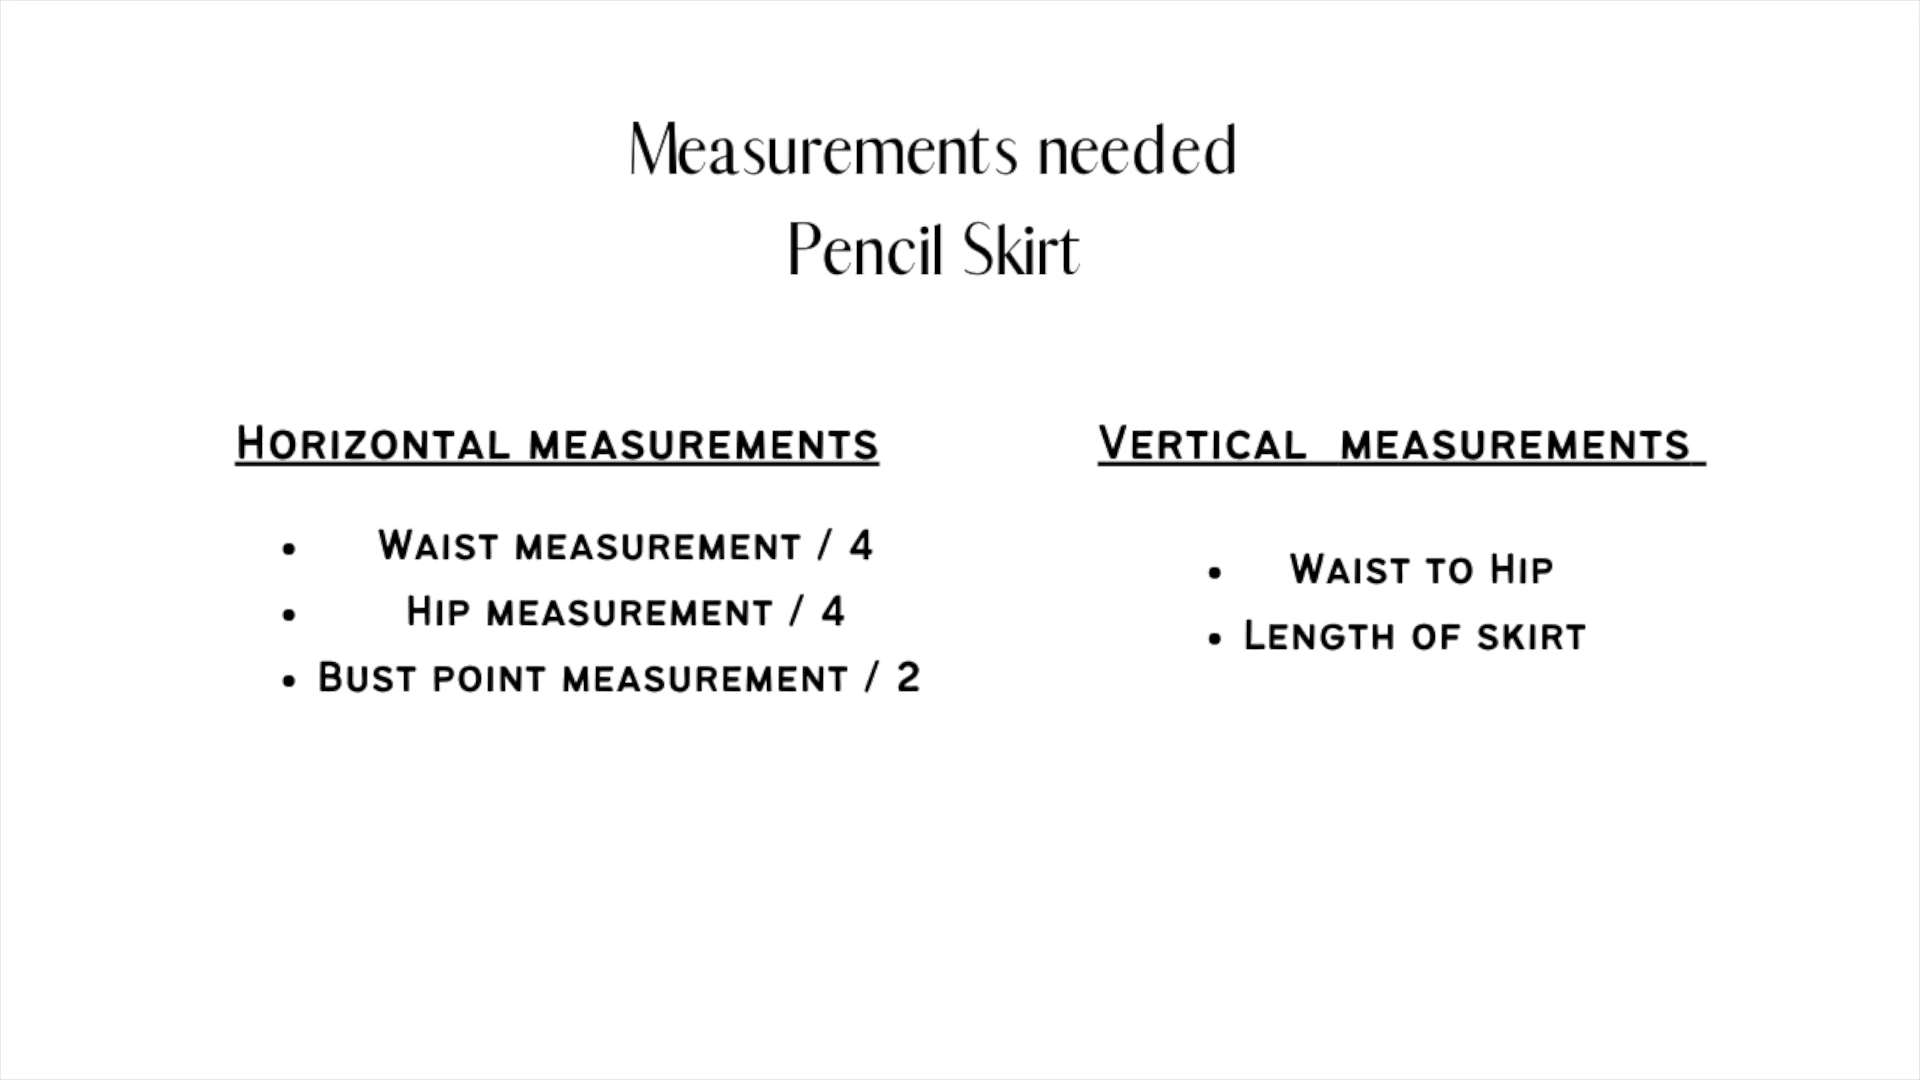 Measurements needed
Pencil Skirt
Horizontal measurements
• Waist measurement / 4
• Hip measurement / 4
• Bust point measurement / 2
Vertical measurements
• Waist to Hip
• Length of skirt